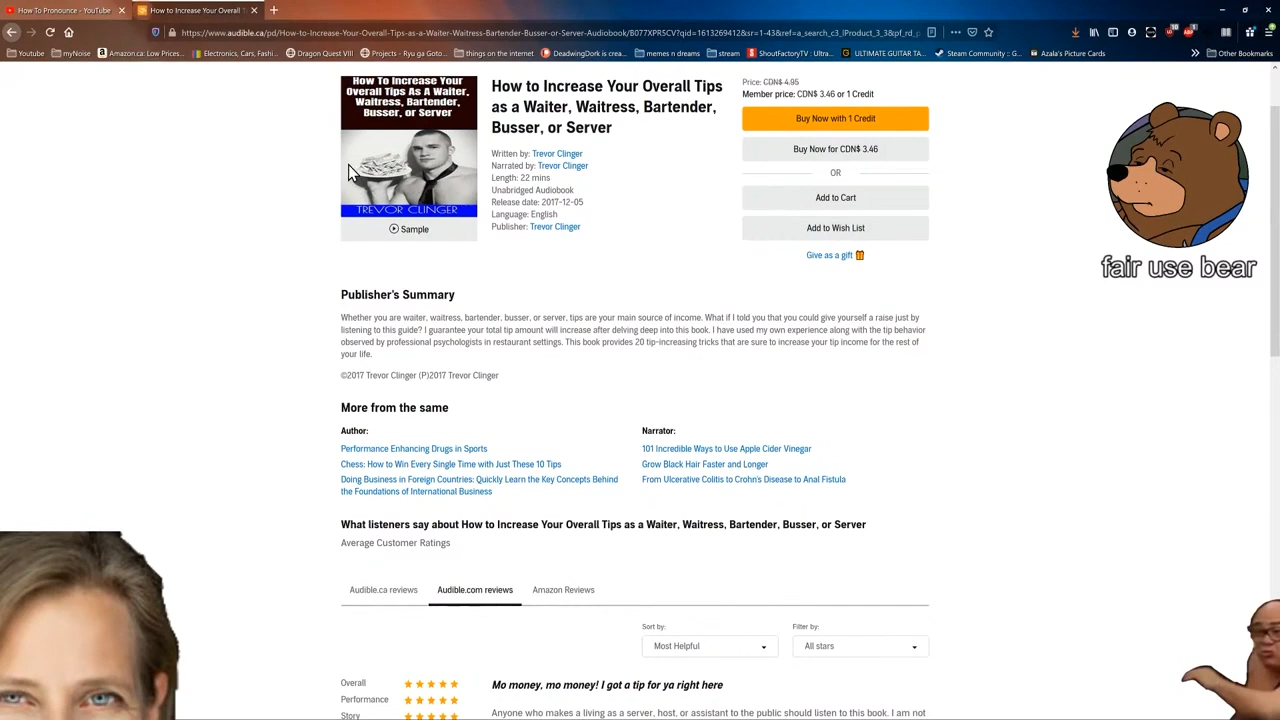 How To Pronounce - YouTube
How to Increase Your Overall T
https://www.audible.ca/pd/How-to-Increase-Your-Overall-Tips-as-a-Waiter-Waitress-Bartender-Busser-or-Server-Audiobook/B077XPR5CV?qid=1613269412&sr=1-43&ref=a_search_c3_lProduct_3_3&pf_rd_p
Youtube
myNoise
Amazon.ca: Low Prices...
Electronics, Cars, Fashi...
Dragon Quest VIII
Projects - Ryu ga Goto...
things on the internet
DeadwingDork is crea...
memes n dreams
stream
ShoutFactoryTV : Ultra...
ULTIMATE GUITAR TA...
Steam Community :: G...
Azala's Picture Cards
Other Bookmarks
How To Increase Your
Overall Tips As A Waiter,
Waitress, Bartender,
Busser, or Server
TREVOR CLINGER
Sample
How to Increase Your Overall Tips
as a Waiter, Waitress, Bartender,
Busser, or Server
Written by: Trevor Clinger
Narrated by: Trevor Clinger
Length: 22 mins
Unabridged Audiobook
Release date: 2017-12-05
Language: English
Publisher: Trevor Clinger
Price: CDN$ 4.95
Member price: CDN$ 3.46 or 1 Credit
Buy Now with 1 Credit
Buy Now for CDN$ 3.46
OR
Add to Cart
Add to Wish List
Give as a gift
fair use bear
Publisher's Summary
Whether you are waiter, waitress, bartender, busser, or server, tips are your main source of income. What if I told you that you could give yourself a raise just by
listening to this guide? I guarantee your total tip amount will increase after delving deep into this book. I have used my own experience along with the tip behavior
observed by professional psychologists in restaurant settings. This book provides 20 tip-increasing tricks that are sure to increase your tip income for the rest of
your life.
©2017 Trevor Clinger (P)2017 Trevor Clinger
More from the same
Author:
Performance Enhancing Drugs in Sports
Chess: How to Win Every Single Time with Just These 10 Tips
Doing Business in Foreign Countries: Quickly Learn the Key Concepts Behind
the Foundations of International Business
Narrator:
101 Incredible Ways to Use Apple Cider Vinegar
Grow Black Hair Faster and Longer
From Ulcerative Colitis to Crohn's Disease to Anal Fistula
What listeners say about How to Increase Your Overall Tips as a Waiter, Waitress, Bartender, Busser, or Server
Average Customer Ratings
Audible.ca reviews
Audible.com reviews
Amazon Reviews
Sort by:
Most Helpful
Filter by:
All stars
Overall
Performance
Story
Mo money, mo money! I got a tip for ya right here
Anyone who makes a living as a server, host, or assistant to the public should listen to this book. I am not